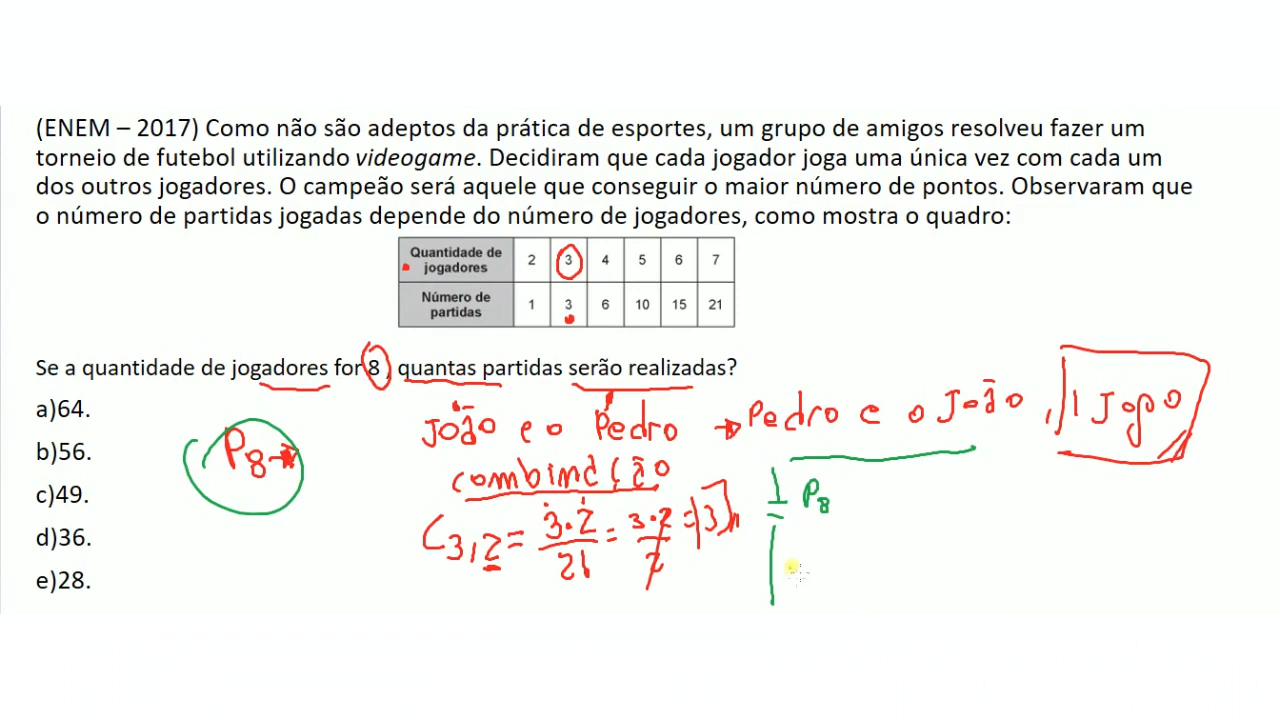 (ENEM – 2017) Como não são adeptos da prática de esportes, um grupo de amigos resolveu fazer um
torneio de futebol utilizando videogame. Decidiram que cada jogador joga uma única vez com cada um
dos outros jogadores. O campeão será aquele que conseguir o maior número de pontos. Observaram que
o número de partidas jogadas depende do número de jogadores, como mostra o quadro:
Quantidade de jogadores 2 3 4 5 6 7
Número de partidas 1 3 6 10 15 21
Se a quantidade de jogadores for 8 , quantas partidas serão realizadas?
a)64.
b)56.
c)49.
d)36.
e)28.
P8→
João e o Pedro → Pedro e o João , 1 Jogo
combinação
C3,2 = 3·2/2! = 3·2/2 = 3
1 P8